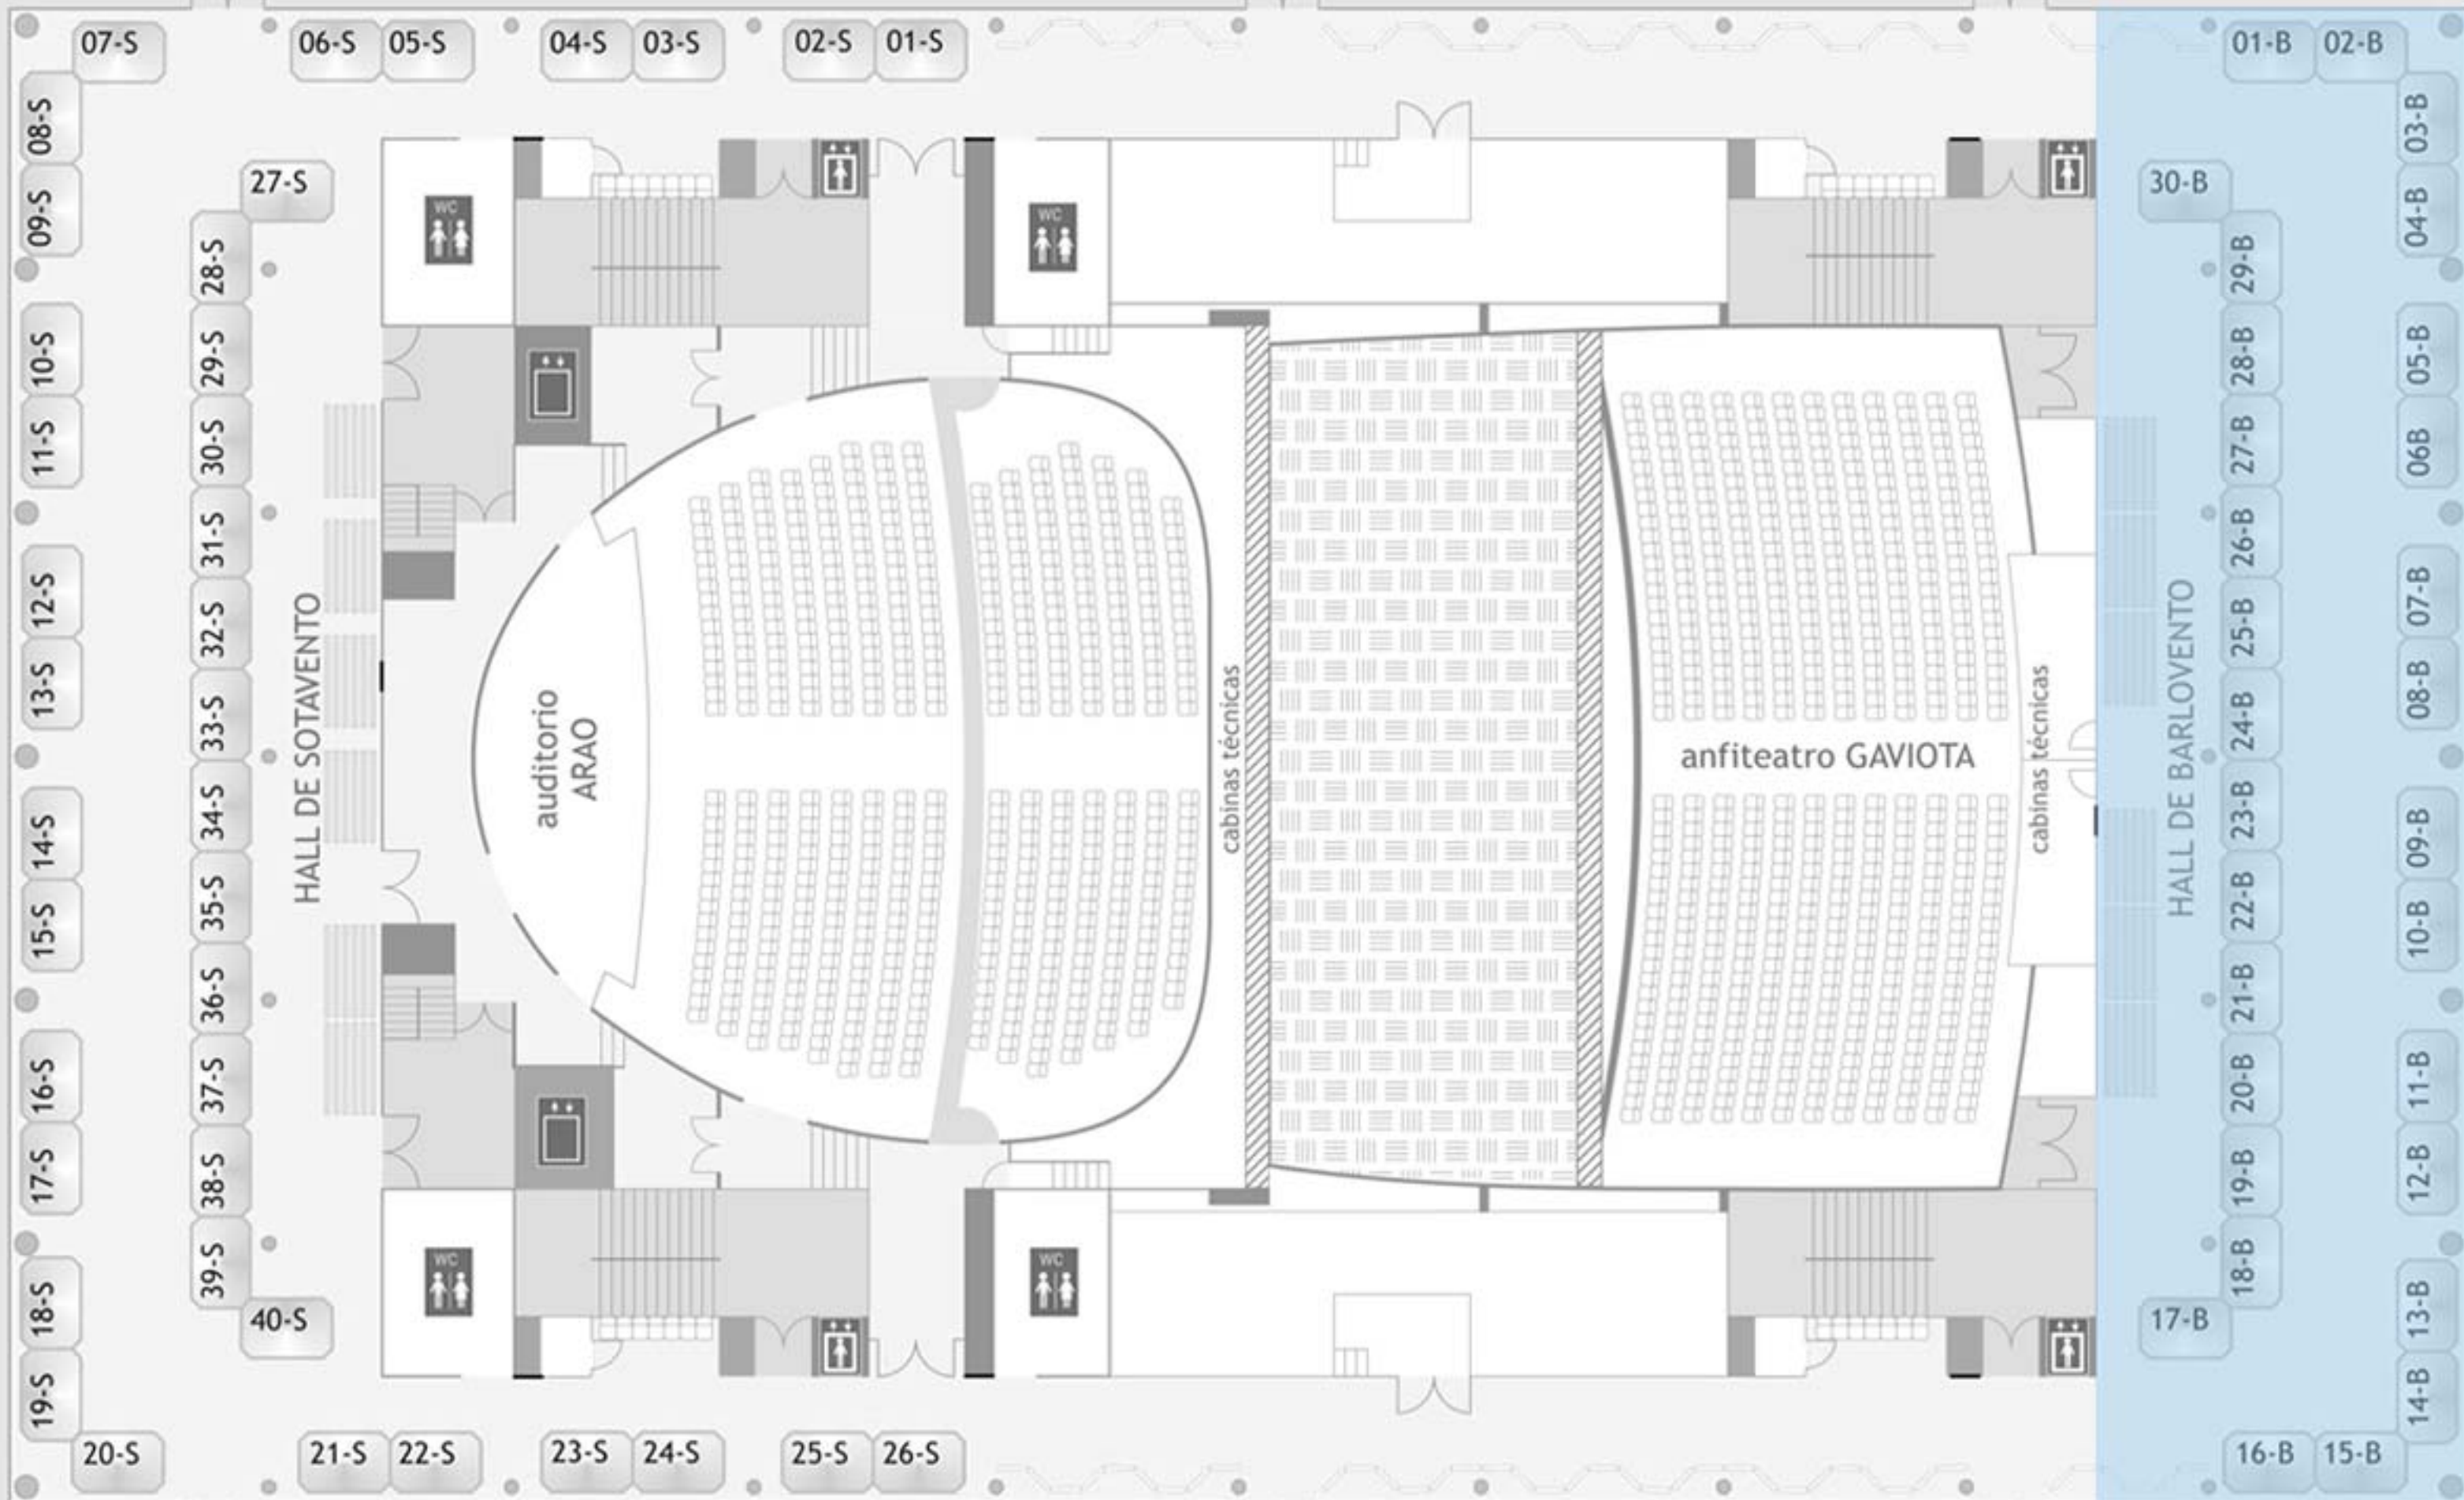 07-S
06-S
05-S
04-S
03-S
02-S
01-S
01-B
02-B
08-S
09-S
10-S
11-S
12-S
13-S
14-S
15-S
16-S
17-S
18-S
19-S
20-S
27-S
28-S
29-S
30-S
31-S
32-S
33-S
34-S
35-S
36-S
37-S
38-S
39-S
40-S
HALL DE SOTAVENTO
WC
WC
auditorio
ARAO
cabinas técnicas
anfiteatro GAVIOTA
cabinas técnicas
WC
WC
HALL DE BARLOVENTO
30-B
29-B
28-B
27-B
26-B
25-B
24-B
23-B
22-B
21-B
20-B
19-B
18-B
17-B
03-B
04-B
05-B
06B
07-B
08-B
09-B
10-B
11-B
12-B
13-B
14-B
21-S
22-S
23-S
24-S
25-S
26-S
16-B
15-B